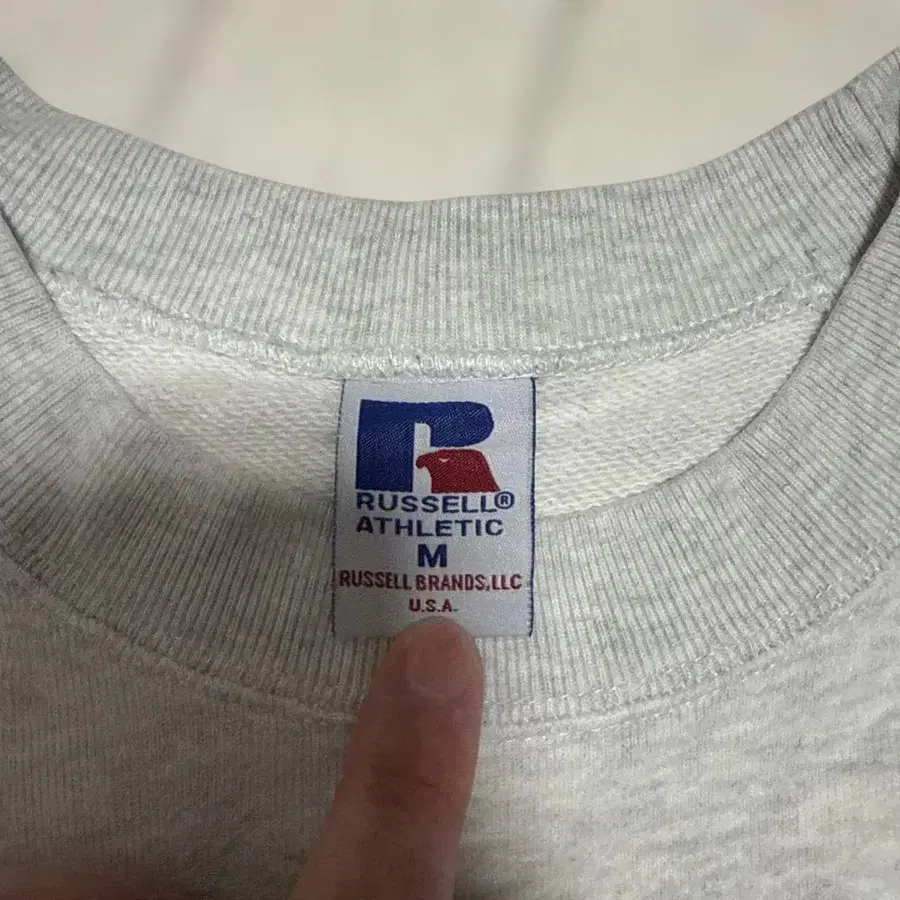 R
RUSSELL®
ATHLETIC
M
RUSSELL BRANDS,LLC
U.S.A.